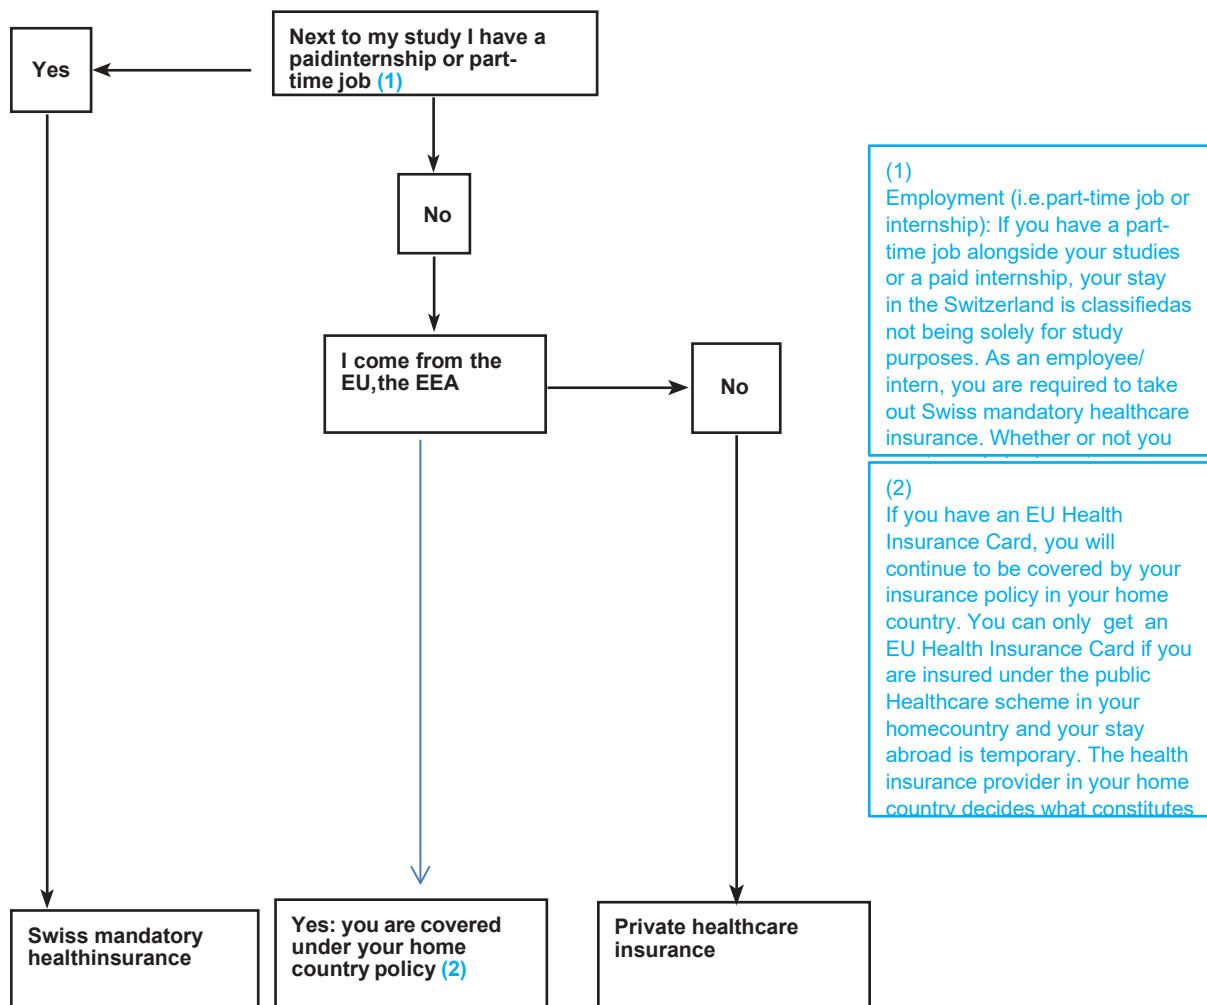 Next to my study I have a
paidinternship or part-
time job (1)
Yes
No
I come from the
EU,the EEA
No
Swiss mandatory
healthinsurance
Yes: you are covered
under your home
country policy (2)
Private healthcare
insurance
(1)
Employment (i.e.part-time job or
internship): If you have a part-
time job alongside your studies
or a paid internship, your stay
in the Switzerland is classifiedas
not being solely for study
purposes. As an employee/
intern, you are required to take
out Swiss mandatory healthcare
insurance. Whether or not you
(2)
If you have an EU Health
Insurance Card, you will
continue to be covered by your
insurance policy in your home
country. You can only get an
EU Health Insurance Card if you
are insured under the public
Healthcare scheme in your
homecountry and your stay
abroad is temporary. The health
insurance provider in your home
country decides what constitutes